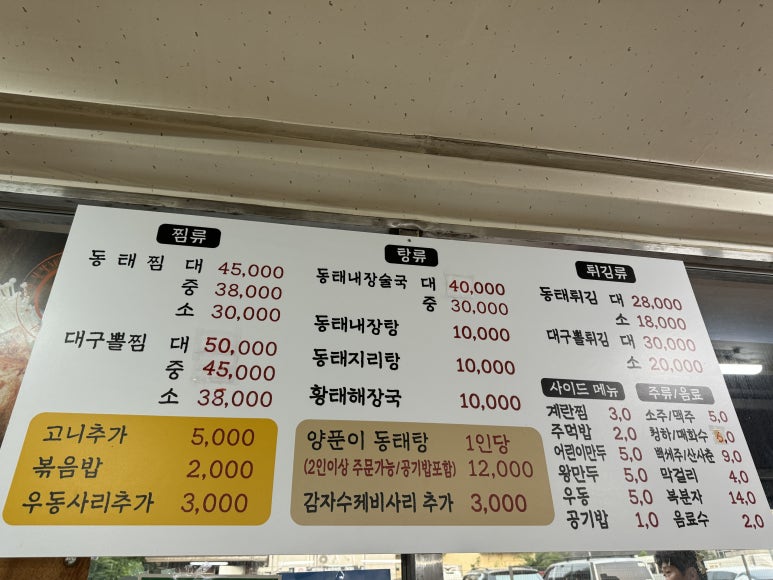 찜류
동태찜 대 45,000
중 38,000
소 30,000
대구뽈찜 대 50,000
중 45,000
소 38,000
고니추가 5,000
볶음밥 2,000
우동사리추가 3,000
탕류
동태내장술국 대 40,000
중 30,000
동태내장탕 10,000
동태지리탕 10,000
황태해장국 10,000
양푼이 동태탕 1인당
(2인이상 주문가능/공기밥포함) 12,000
감자수제비사리 추가 3,000
튀김류
동태튀김 대 28,000
소 18,000
대구뽈튀김 대 30,000
소 20,000
사이드 메뉴
계란찜 3,0
주먹밥 2,0
어린이만두 5,0
왕만두 5,0
우동 5,0
공기밥 1,0
주류/음료
소주/맥주 5,0
청하/매화수 6,0
백세주/산사춘 9,0
막걸리 4,0
복분자 14,0
음료수 2,0